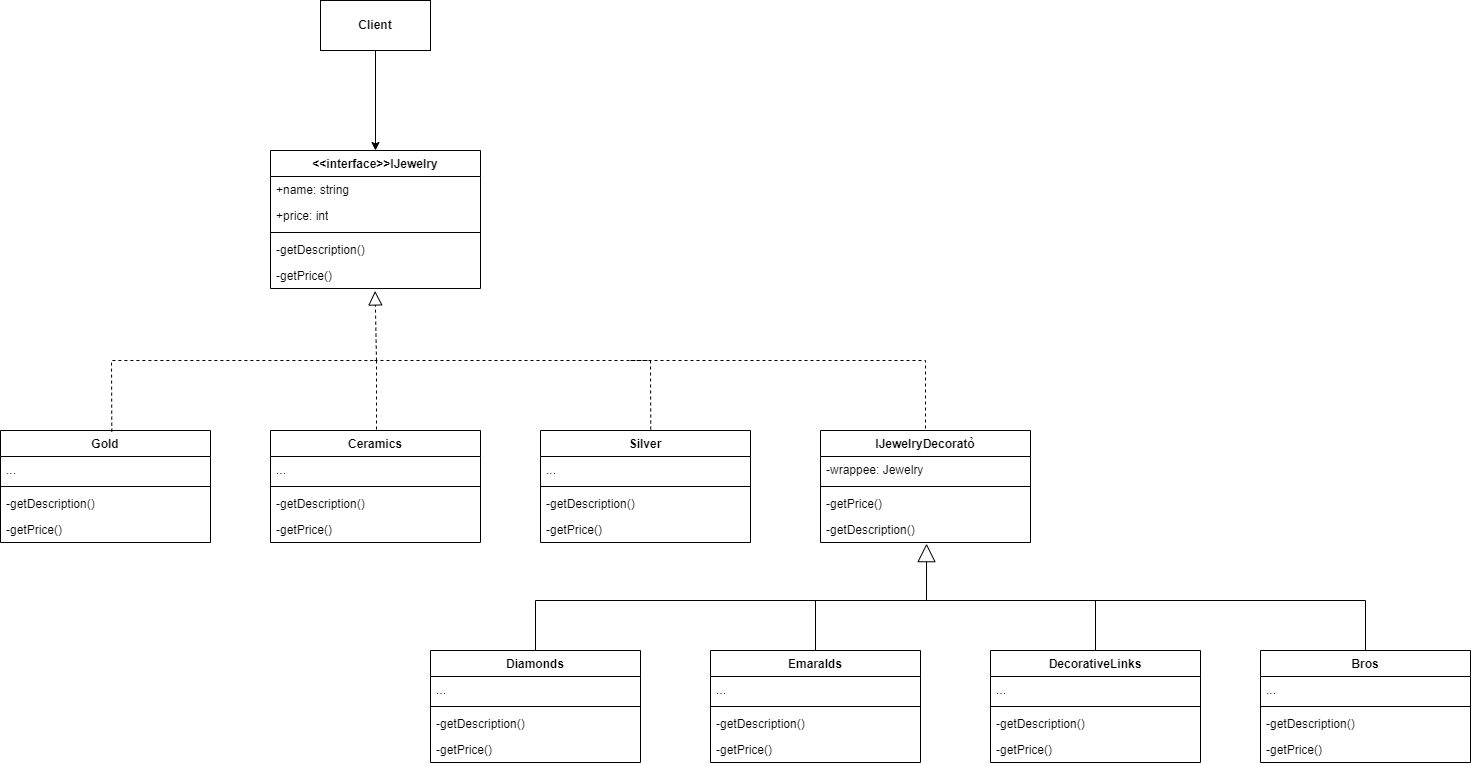 Client
<<interface>>IJewelry
+name: string
+price: int
-getDescription()
-getPrice()
Gold
...
-getDescription()
-getPrice()
Ceramics
...
-getDescription()
-getPrice()
Silver
...
-getDescription()
-getPrice()
IJewelryDecoratỏ
-wrappee: Jewelry
-getPrice()
-getDescription()
Diamonds
...
-getDescription()
-getPrice()
Emaralds
...
-getDescription()
-getPrice()
DecorativeLinks
...
-getDescription()
-getPrice()
Bros
...
-getDescription()
-getPrice()